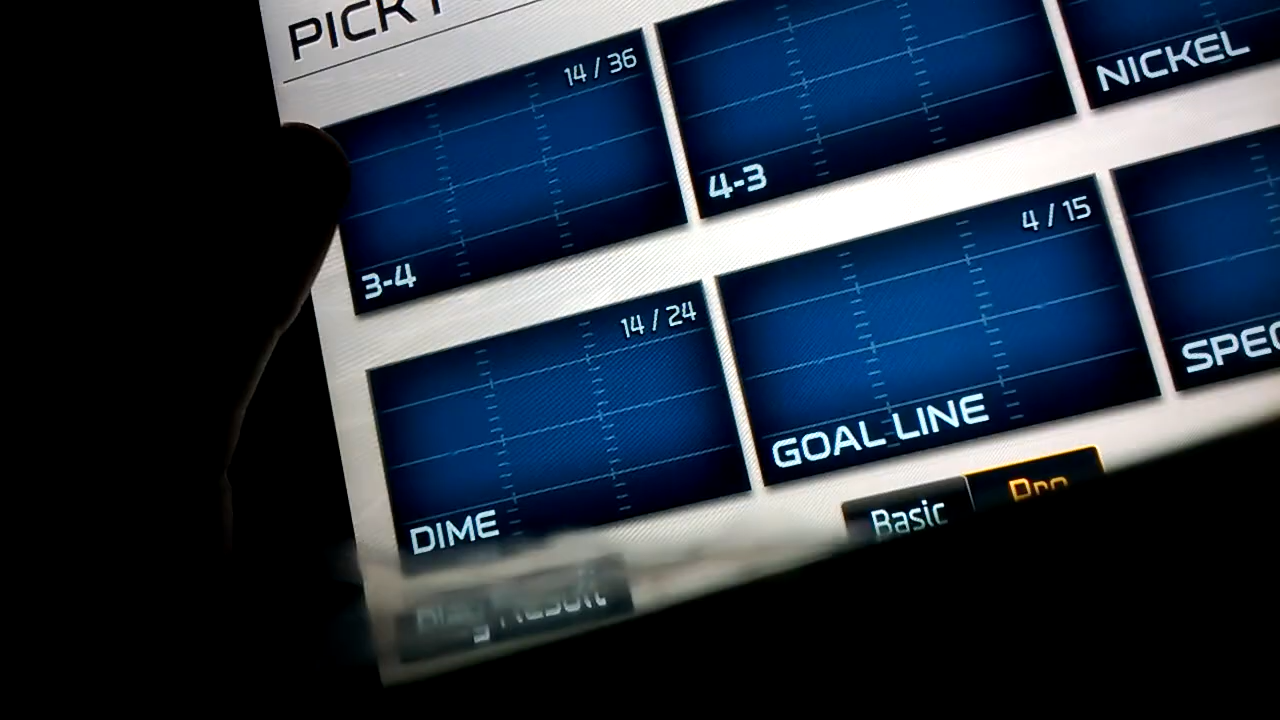 14 / 36
3-4
4-3
NICKEL
14 / 24
DIME
4 / 15
GOAL LINE
Basic
Pro